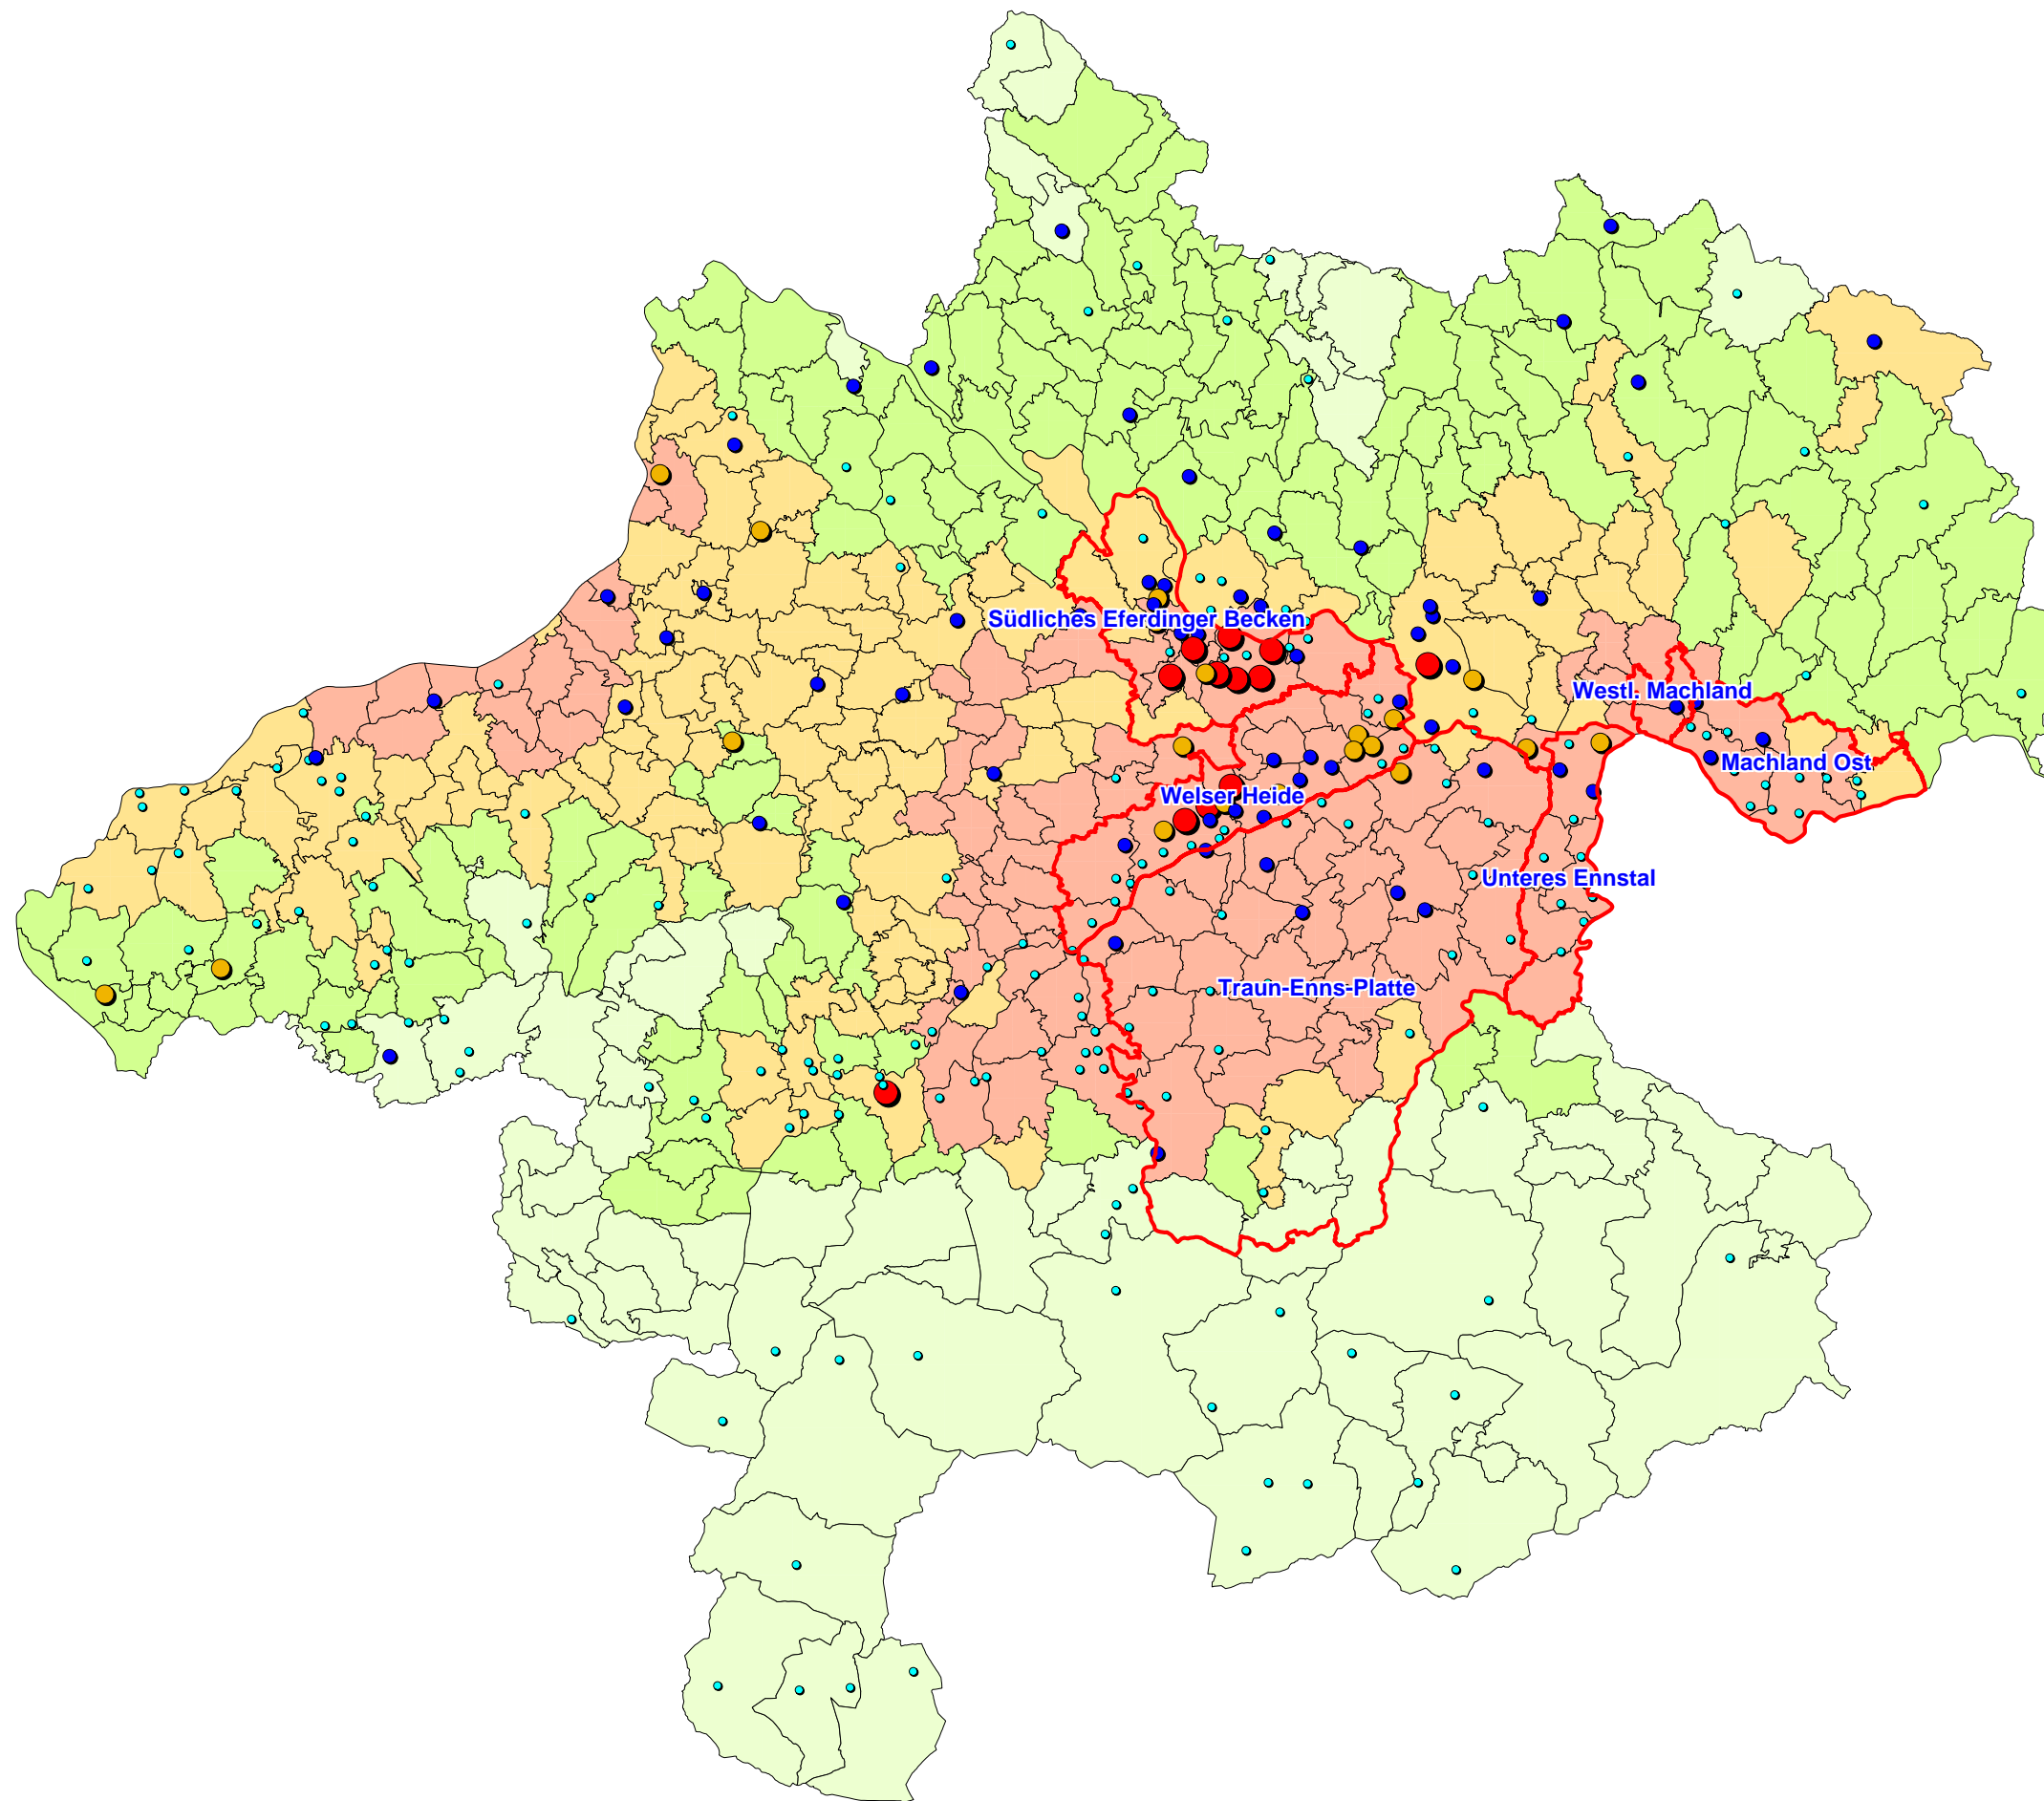 Südliches Eferdinger Becken
Westl. Machland
Machland Ost
Welser Heide
Unteres Ennstal
Traun-Enns-Platte